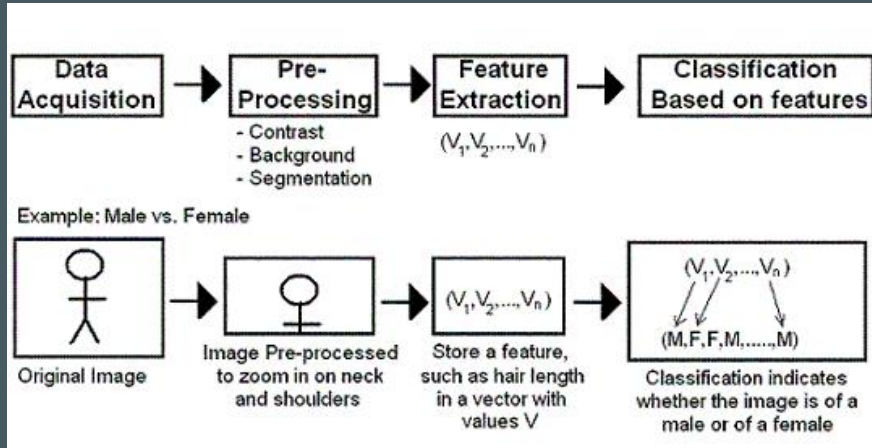 Data
Acquisition
Pre-
Processing
Feature
Extraction
Classification
Based on features
- Contrast
- Background
- Segmentation
(V₁,V₂,...,Vₙ)
Example: Male vs. Female
Original Image
Image Pre-processed
to zoom in on neck
and shoulders
(V₁,V₂,...,Vₙ)
Store a feature,
such as hair length
in a vector with
values V
(V₁,V₂,...,Vₙ)
(M,F,F,M,.....,M)
Classification indicates
whether the image is of a
male or of a female